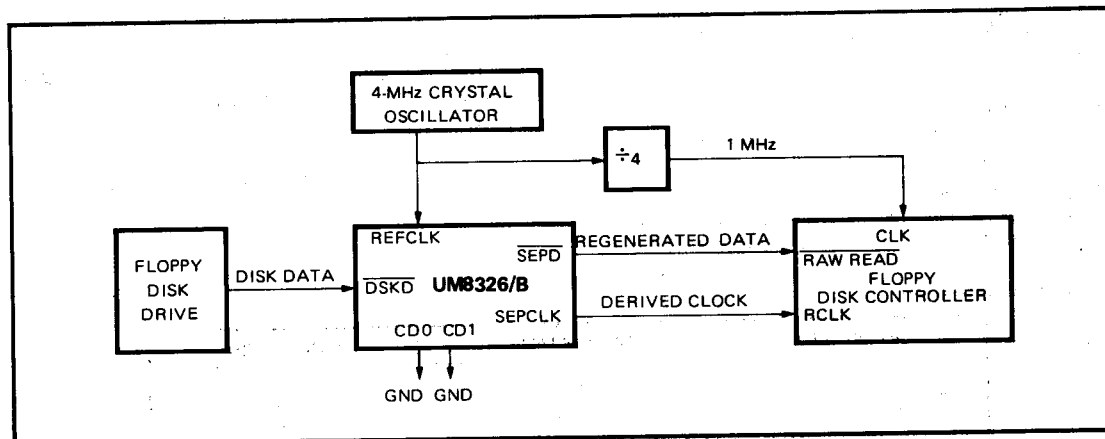 4-MHz CRYSTAL
OSCILLATOR
÷4
1 MHz
FLOPPY
DISK
DRIVE
DISK DATA
REFCLK
SEPD
DSKD
UM8326/B
SEPCLK
CD0 CD1
GND GND
REGENERATED DATA
DERIVED CLOCK
CLK
RAW READ
FLOPPY
DISK CONTROLLER
RCLK